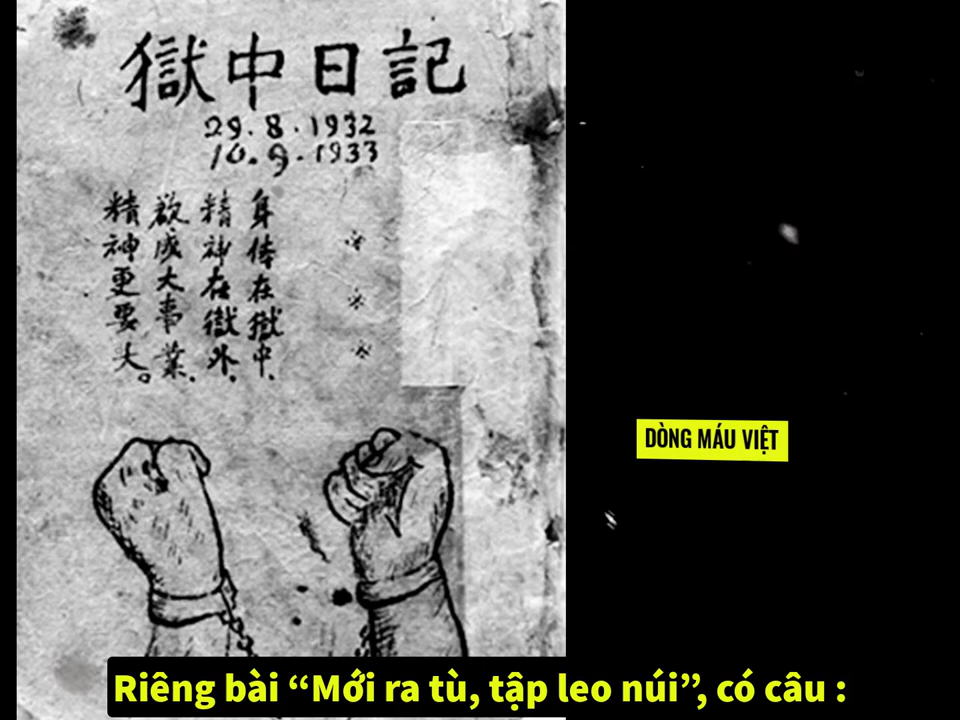 獄中日記
29.8.1932
10.9.1933
身体在獄中.
精神在獄外.
欲成大事業.
精神更要大。
DÒNG MÁU VIỆT
Riêng bài “Mới ra tù, tập leo núi”, có câu :